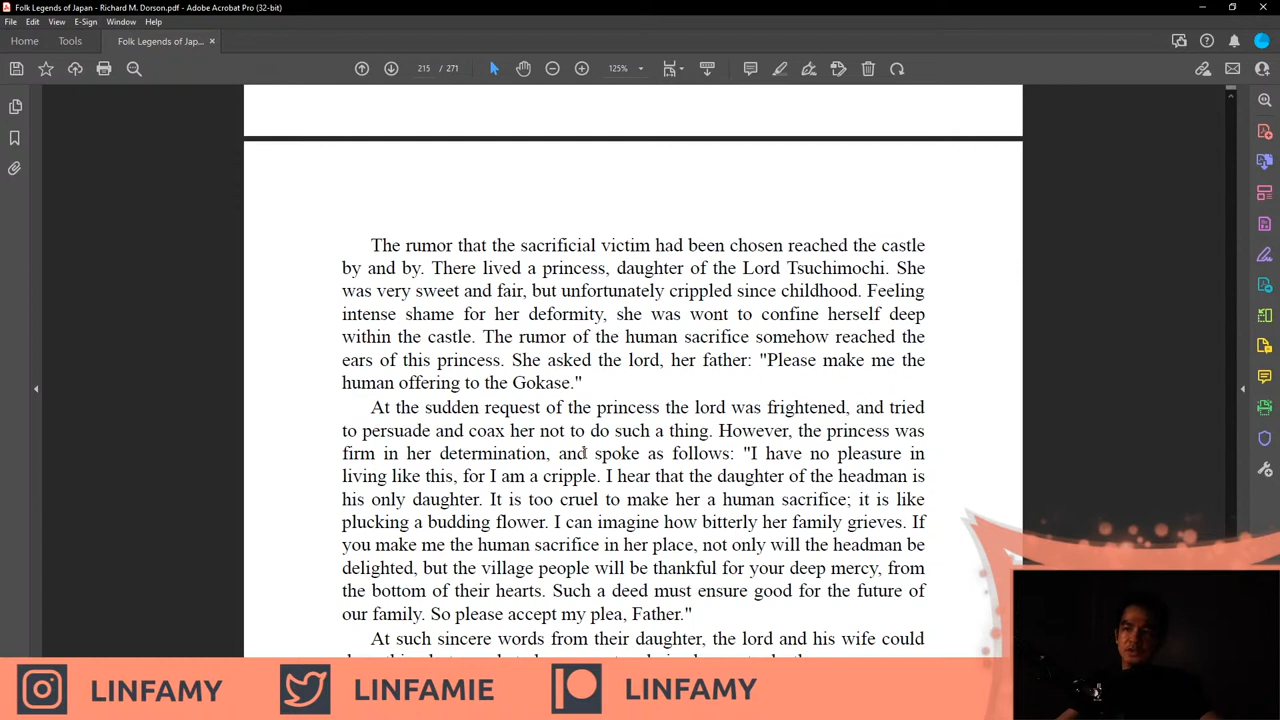 Folk Legends of Japan - Richard M. Dorson.pdf - Adobe Acrobat Pro (32-bit)
File Edit View E-Sign Window Help
Home Tools Folk Legends of Jap... ×
215 / 271 125%
The rumor that the sacrificial victim had been chosen reached the castle
by and by. There lived a princess, daughter of the Lord Tsuchimochi. She
was very sweet and fair, but unfortunately crippled since childhood. Feeling
intense shame for her deformity, she was wont to confine herself deep
within the castle. The rumor of the human sacrifice somehow reached the
ears of this princess. She asked the lord, her father: "Please make me the
human offering to the Gokase."
At the sudden request of the princess the lord was frightened, and tried
to persuade and coax her not to do such a thing. However, the princess was
firm in her determination, and spoke as follows: "I have no pleasure in
living like this, for I am a cripple. I hear that the daughter of the headman is
his only daughter. It is too cruel to make her a human sacrifice; it is like
plucking a budding flower. I can imagine how bitterly her family grieves. If
you make me the human sacrifice in her place, not only will the headman be
delighted, but the village people will be thankful for your deep mercy, from
the bottom of their hearts. Such a deed must ensure good for the future of
our family. So please accept my plea, Father."
At such sincere words from their daughter, the lord and his wife could
LINFAMY LINFAMIE LINFAMY